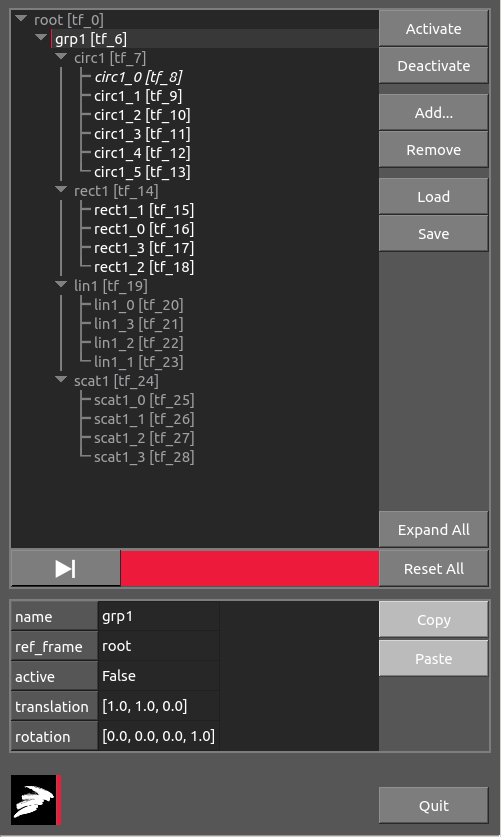 root [tf_0]
grp1 [tf_6]
circ1 [tf_7]
circ1_0 [tf_8]
circ1_1 [tf_9]
circ1_2 [tf_10]
circ1_3 [tf_11]
circ1_4 [tf_12]
circ1_5 [tf_13]
rect1 [tf_14]
rect1_1 [tf_15]
rect1_0 [tf_16]
rect1_3 [tf_17]
rect1_2 [tf_18]
lin1 [tf_19]
lin1_0 [tf_20]
lin1_3 [tf_21]
lin1_2 [tf_22]
lin1_1 [tf_23]
scat1 [tf_24]
scat1_0 [tf_25]
scat1_1 [tf_26]
scat1_2 [tf_27]
scat1_3 [tf_28]
Activate
Deactivate
Add...
Remove
Load
Save
Expand All
Reset All
name grp1
ref_frame root
active False
translation [1.0, 1.0, 0.0]
rotation [0.0, 0.0, 0.0, 1.0]
Copy
Paste
Quit